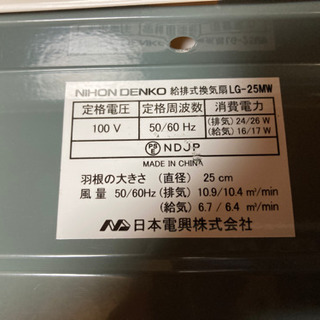 NIHON DENKO 給排式換気扇 LG-25MW
定格電圧 定格周波数 消費電力
100 V 50/60 Hz (排気) 24/26 W
(給気) 16/17 W
PS E NDJP
MADE IN CHINA
羽根の大きさ (直径) 25 cm
風量 50/60Hz (排気) 10.9/10.4 m³/min
(給気) 6.7 / 6.4 m³/min
日本電興株式会社